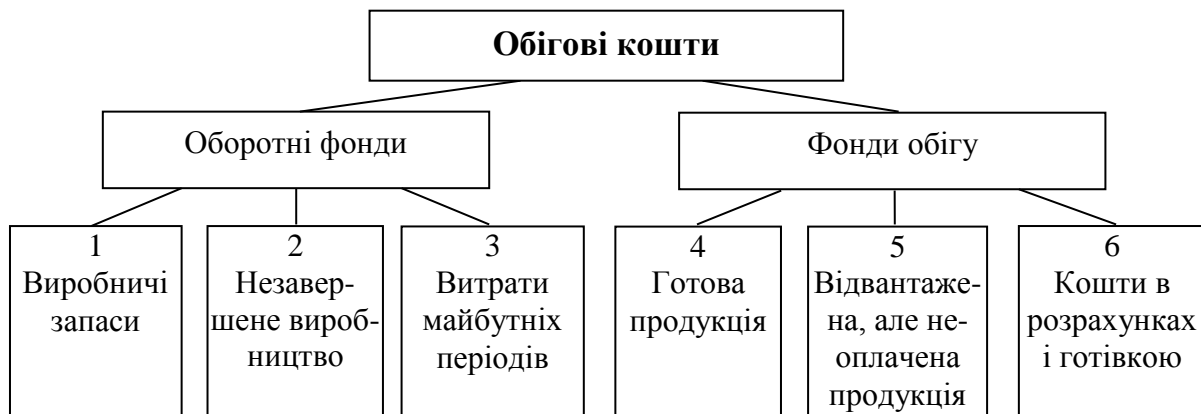 Обігові кошти
Оборотні фонди
Фонди обігу
1
Виробничі
запаси
2
Незавер-
шене вироб-
ництво
3
Витрати
майбутніх
періодів
4
Готова
продукція
5
Відвантаже-
на, але не-
оплачена
продукція
6
Кошти в
розрахунках
і готівкою